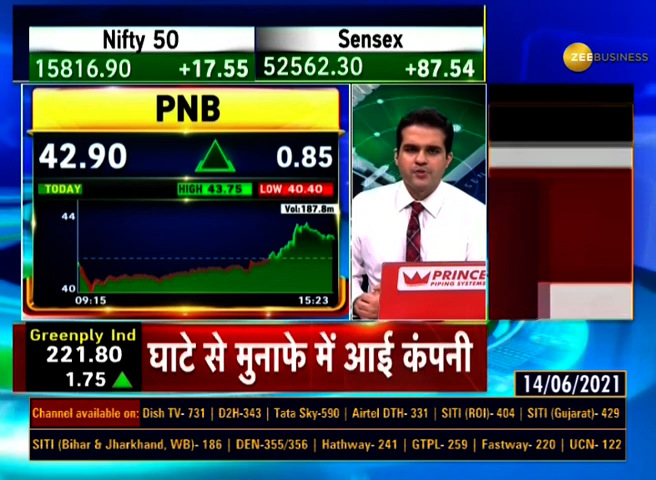 Nifty 50
15816.90 +17.55
Sensex
52562.30 +87.54
ZEE BUSINESS
PNB
42.90 0.85
TODAY HIGH 43.75 LOW 40.40
Vol:187.8m
44
40
09:15 15:23
PRINCE
PIPING SYSTEMS
Greenply Ind
221.80
1.75
घाटे से मुनाफे में आई कंपनी
14/06/2021
Channel available on: Dish TV- 731 | D2H-343 | Tata Sky-590 | Airtel DTH- 331 | SITI (ROI)- 404 | SITI (Gujarat)- 429
SITI (Bihar & Jharkhand, WB)- 186 | DEN-355/356 | Hathway- 241 | GTPL- 259 | Fastway- 220 | UCN- 122